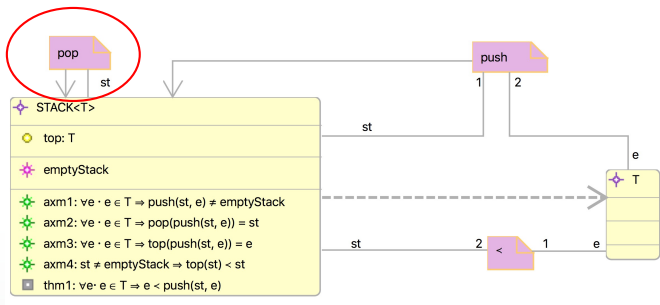 pop
push
st
1
2
STACK<T>
top: T
st
e
emptyStack
T
axm1: ∀e· e ∈ T ⇒ push(st, e) ≠ emptyStack
axm2: ∀e · e ∈ T ⇒ pop(push(st, e)) = st
axm3: ∀e · e ∈ T ⇒ top(push(st, e)) = e
st
2
≺
1
e
axm4: st ≠ emptyStack ⇒ top(st) ≺ st
thm1: ∀e· e ∈ T ⇒ e ≺ push(st, e)